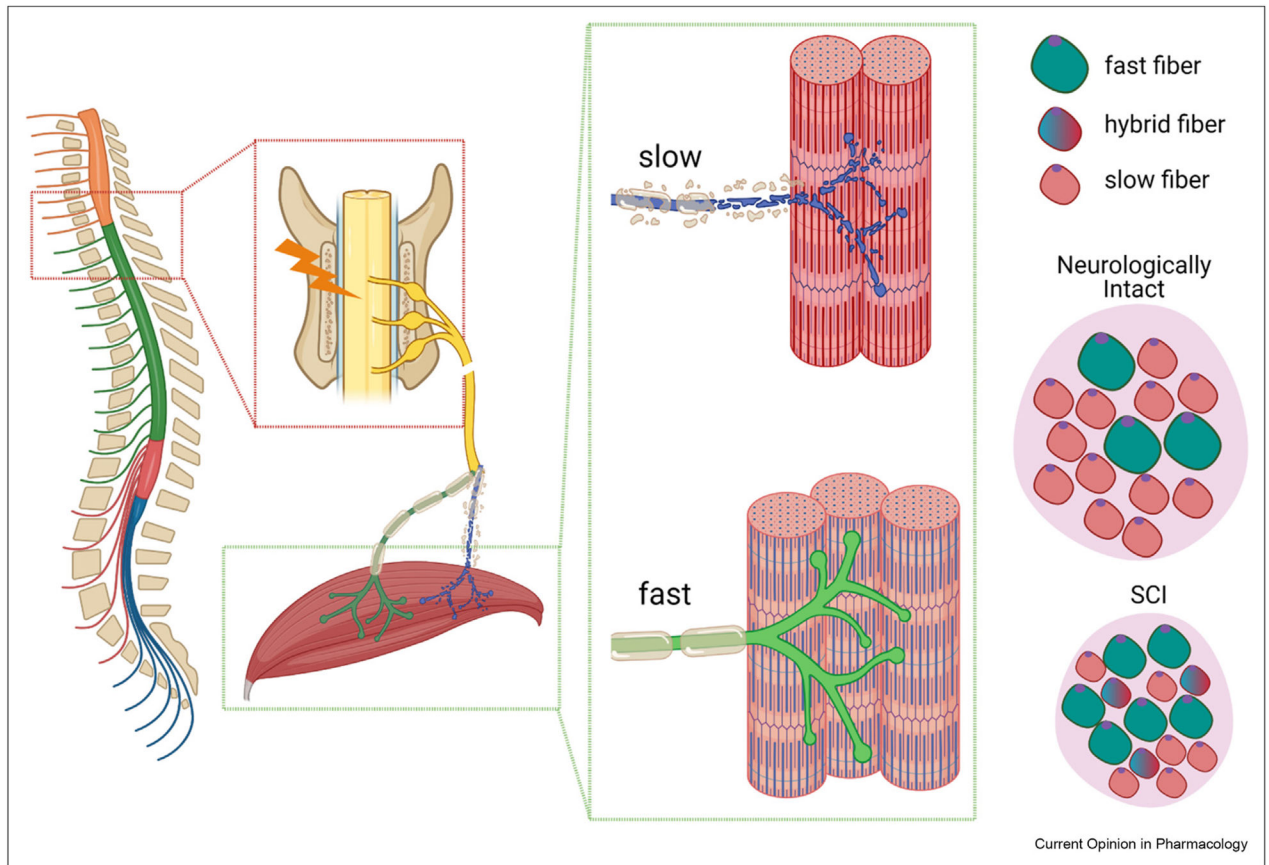 slow
fast
fast fiber
hybrid fiber
slow fiber
Neurologically
Intact
SCI
Current Opinion in Pharmacology